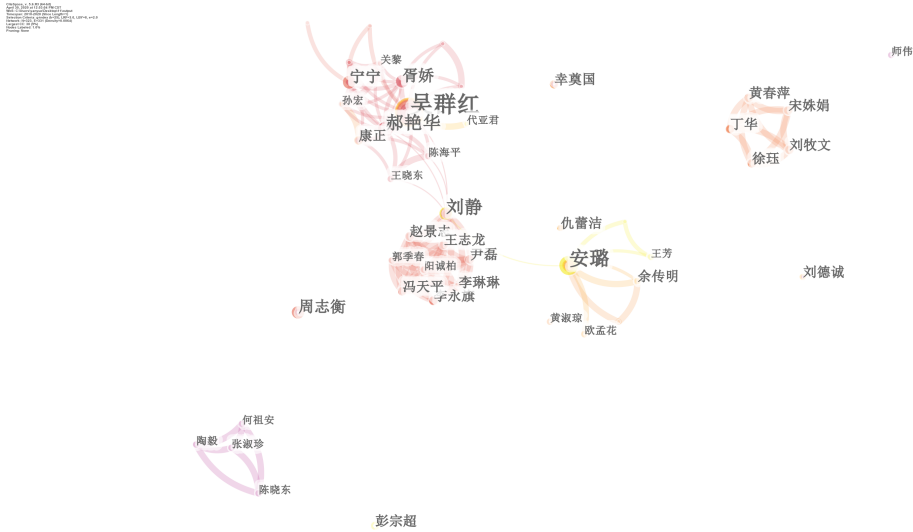 师伟
关黎
宁宁
胥娇
幸奠国
孙宏
吴群红
黄春萍
宋姝娟
郝艳华
代亚君
丁华
康正
刘牧文
陈海平
徐珏
王晓东
刘静
仇蕾洁
赵景
王志龙
尹磊
王芳
郭季春
安璐
阳诚柏
余传明
刘德诚
李琳琳
冯天平
李永旗
周志衡
黄淑琼
欧孟花
何祖安
陶毅
张淑珍
陈晓东
彭宗超